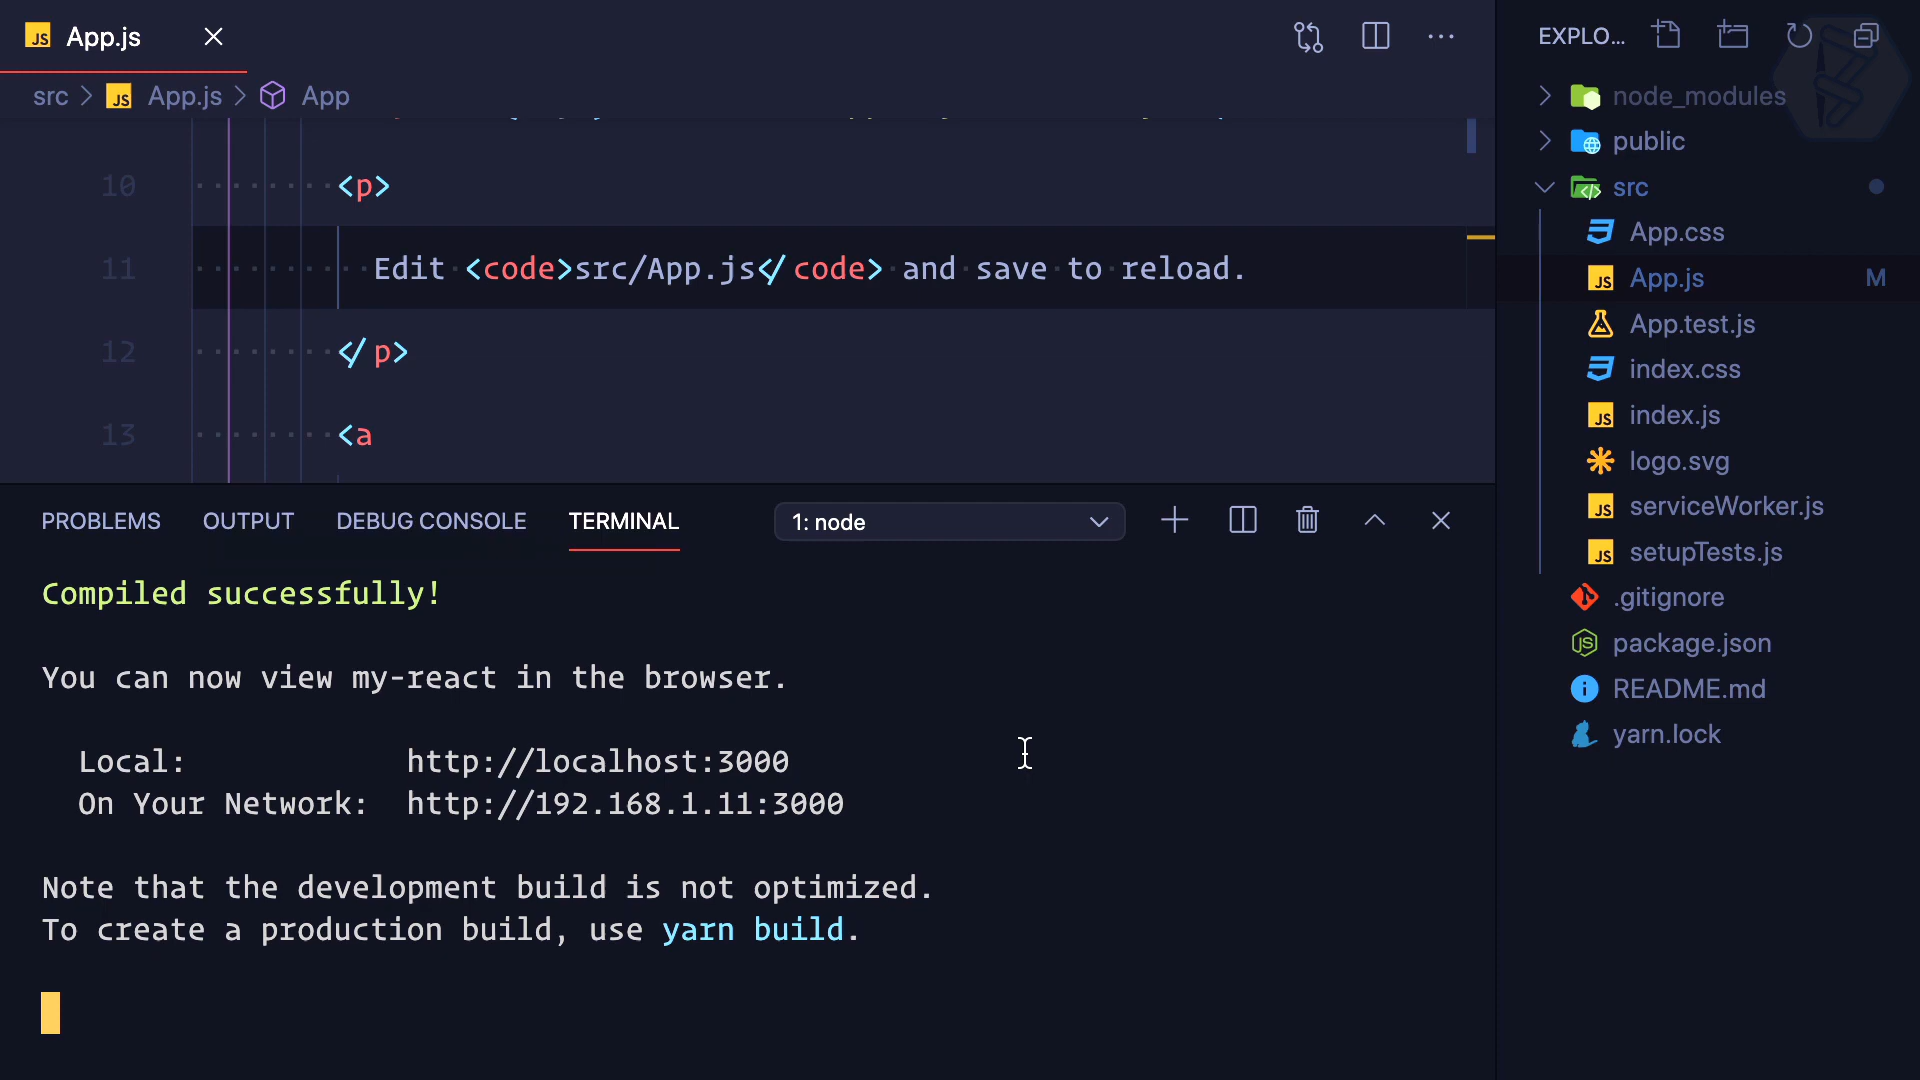 App.js
src > App.js > App
10 <p>
11 Edit <code>src/App.js</code> and save to reload.
12 </p>
13 <a
PROBLEMS OUTPUT DEBUG CONSOLE TERMINAL 1: node
Compiled successfully!
You can now view my-react in the browser.
Local: http://localhost:3000
On Your Network: http://192.168.1.11:3000
Note that the development build is not optimized.
To create a production build, use yarn build.
EXPLO...
node_modules
public
src
App.css
App.js M
App.test.js
index.css
index.js
logo.svg
serviceWorker.js
setupTests.js
.gitignore
package.json
README.md
yarn.lock